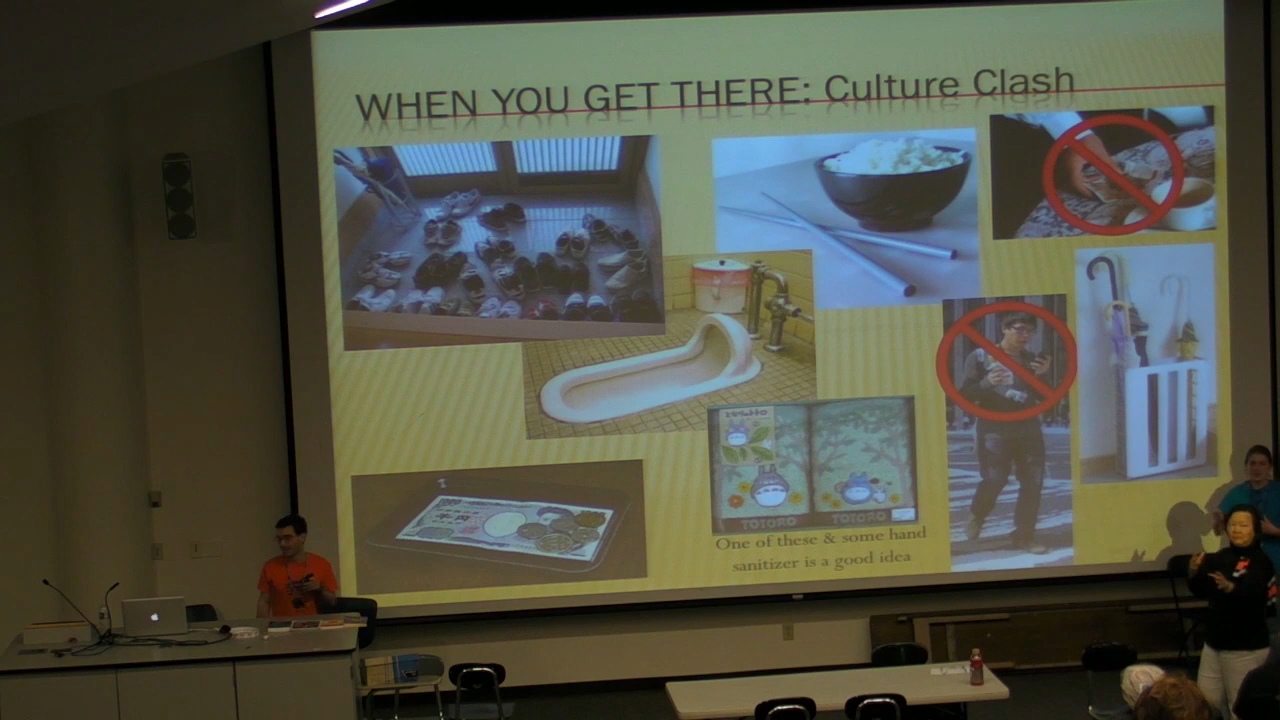 WHEN YOU GET THERE: Culture Clash
TOTORO TOTORO
One of these & some hand
sanitizer is a good idea